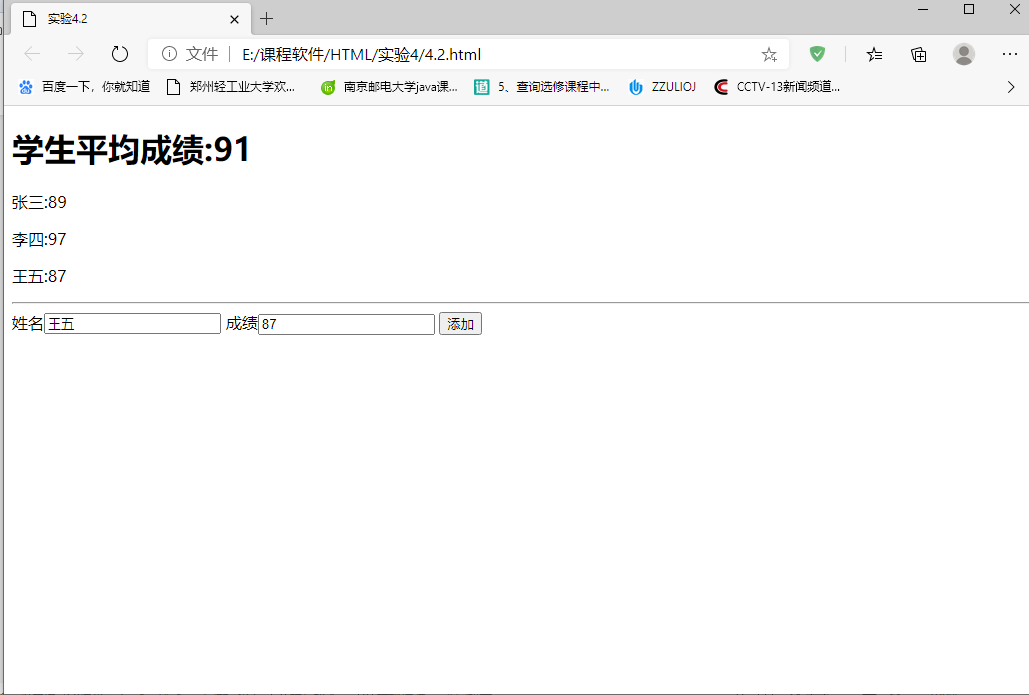 实验4.2
文件 E:/课程软件/HTML/实验4/4.2.html
百度一下，你就知道 郑州轻工业大学欢... 南京邮电大学java课... 5、查询选修课程中... ZZULIOJ CCTV-13新闻频道...
学生平均成绩:91
张三:89
李四:97
王五:87
姓名 王五 成绩 87 添加